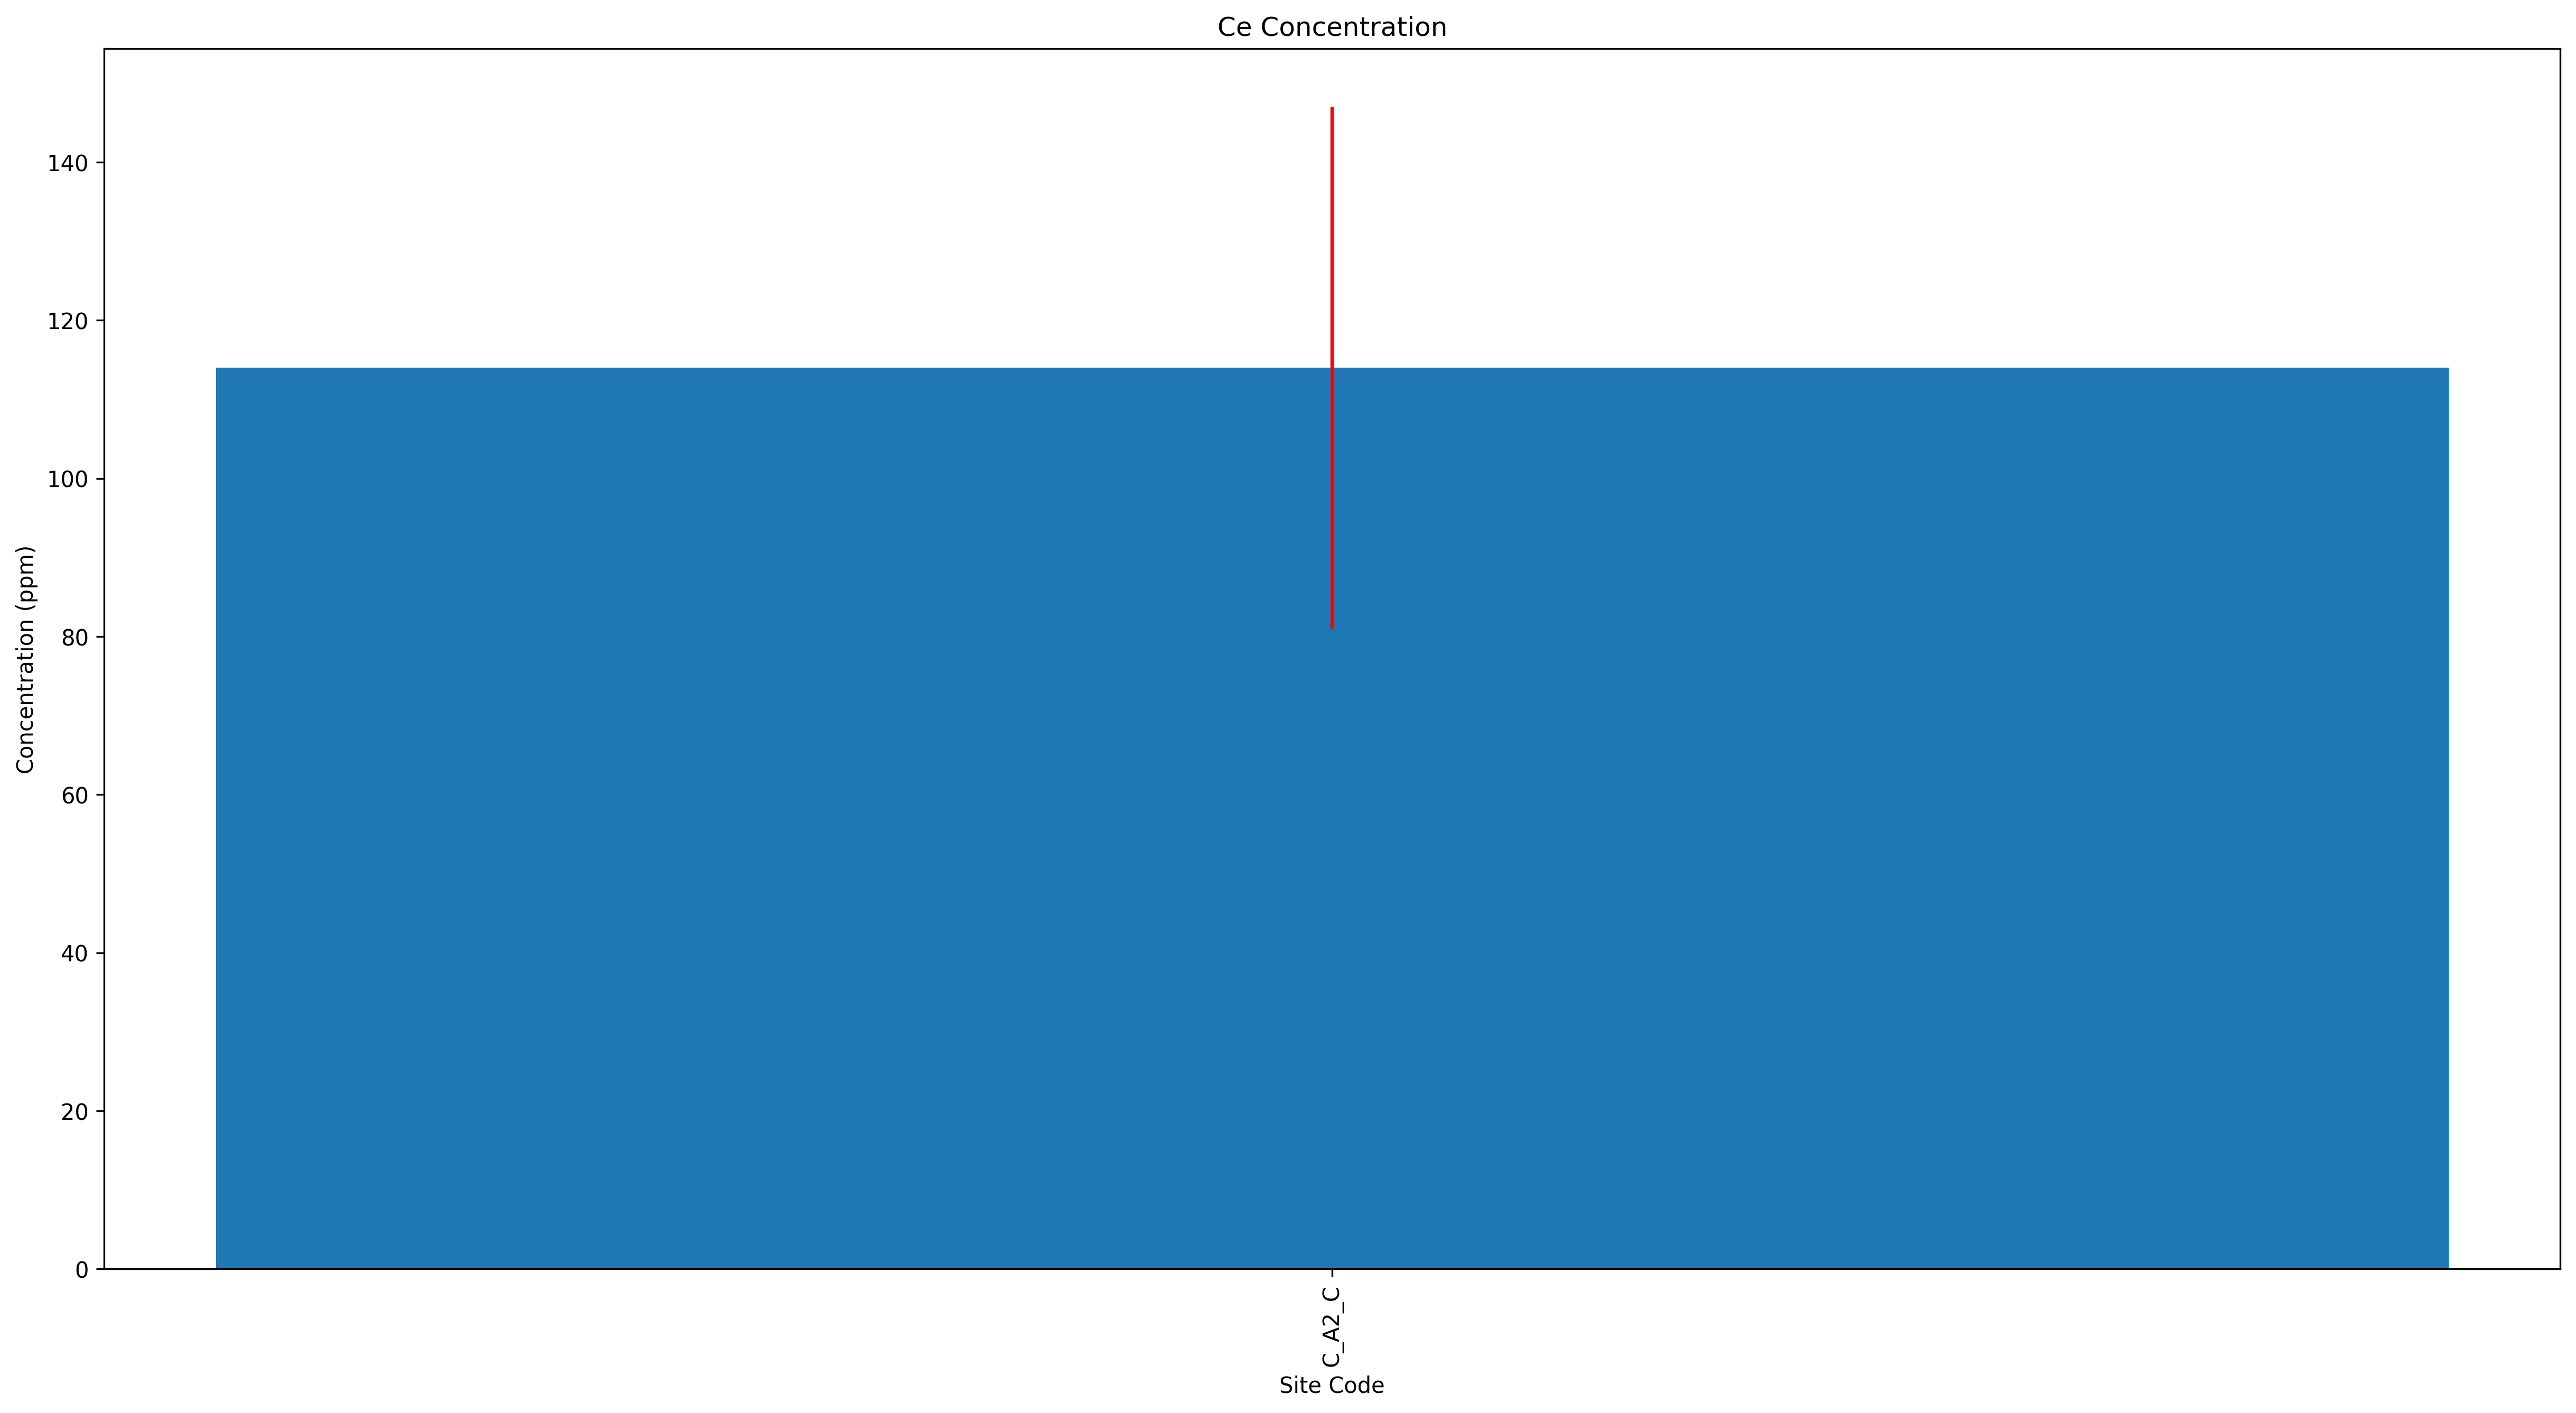 Ce Concentration
140
120
100
80
60
40
20
0
Concentration (ppm)
C_A2_C
Site Code